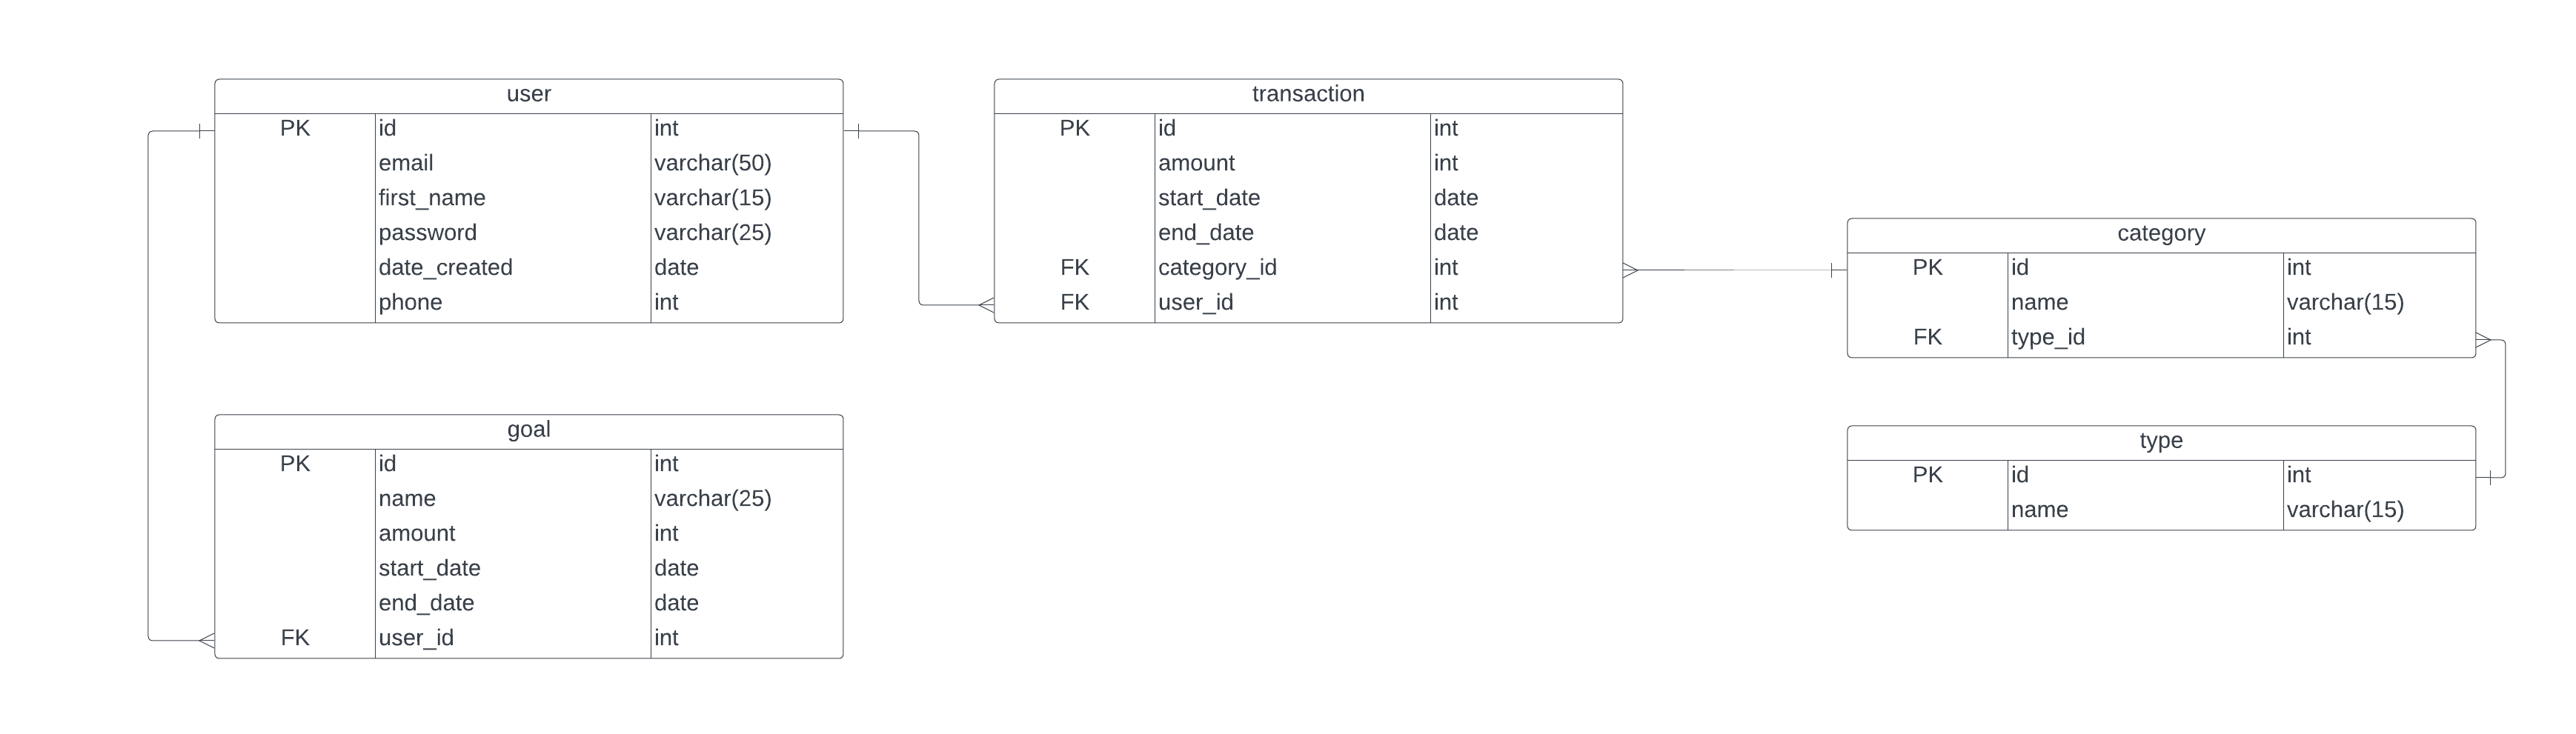 user
PK id int
email varchar(50)
first_name varchar(15)
password varchar(25)
date_created date
phone int
transaction
PK id int
amount int
start_date date
end_date date
FK category_id int
FK user_id int
category
PK id int
name varchar(15)
FK type_id int
goal
PK id int
name varchar(25)
amount int
start_date date
end_date date
FK user_id int
type
PK id int
name varchar(15)